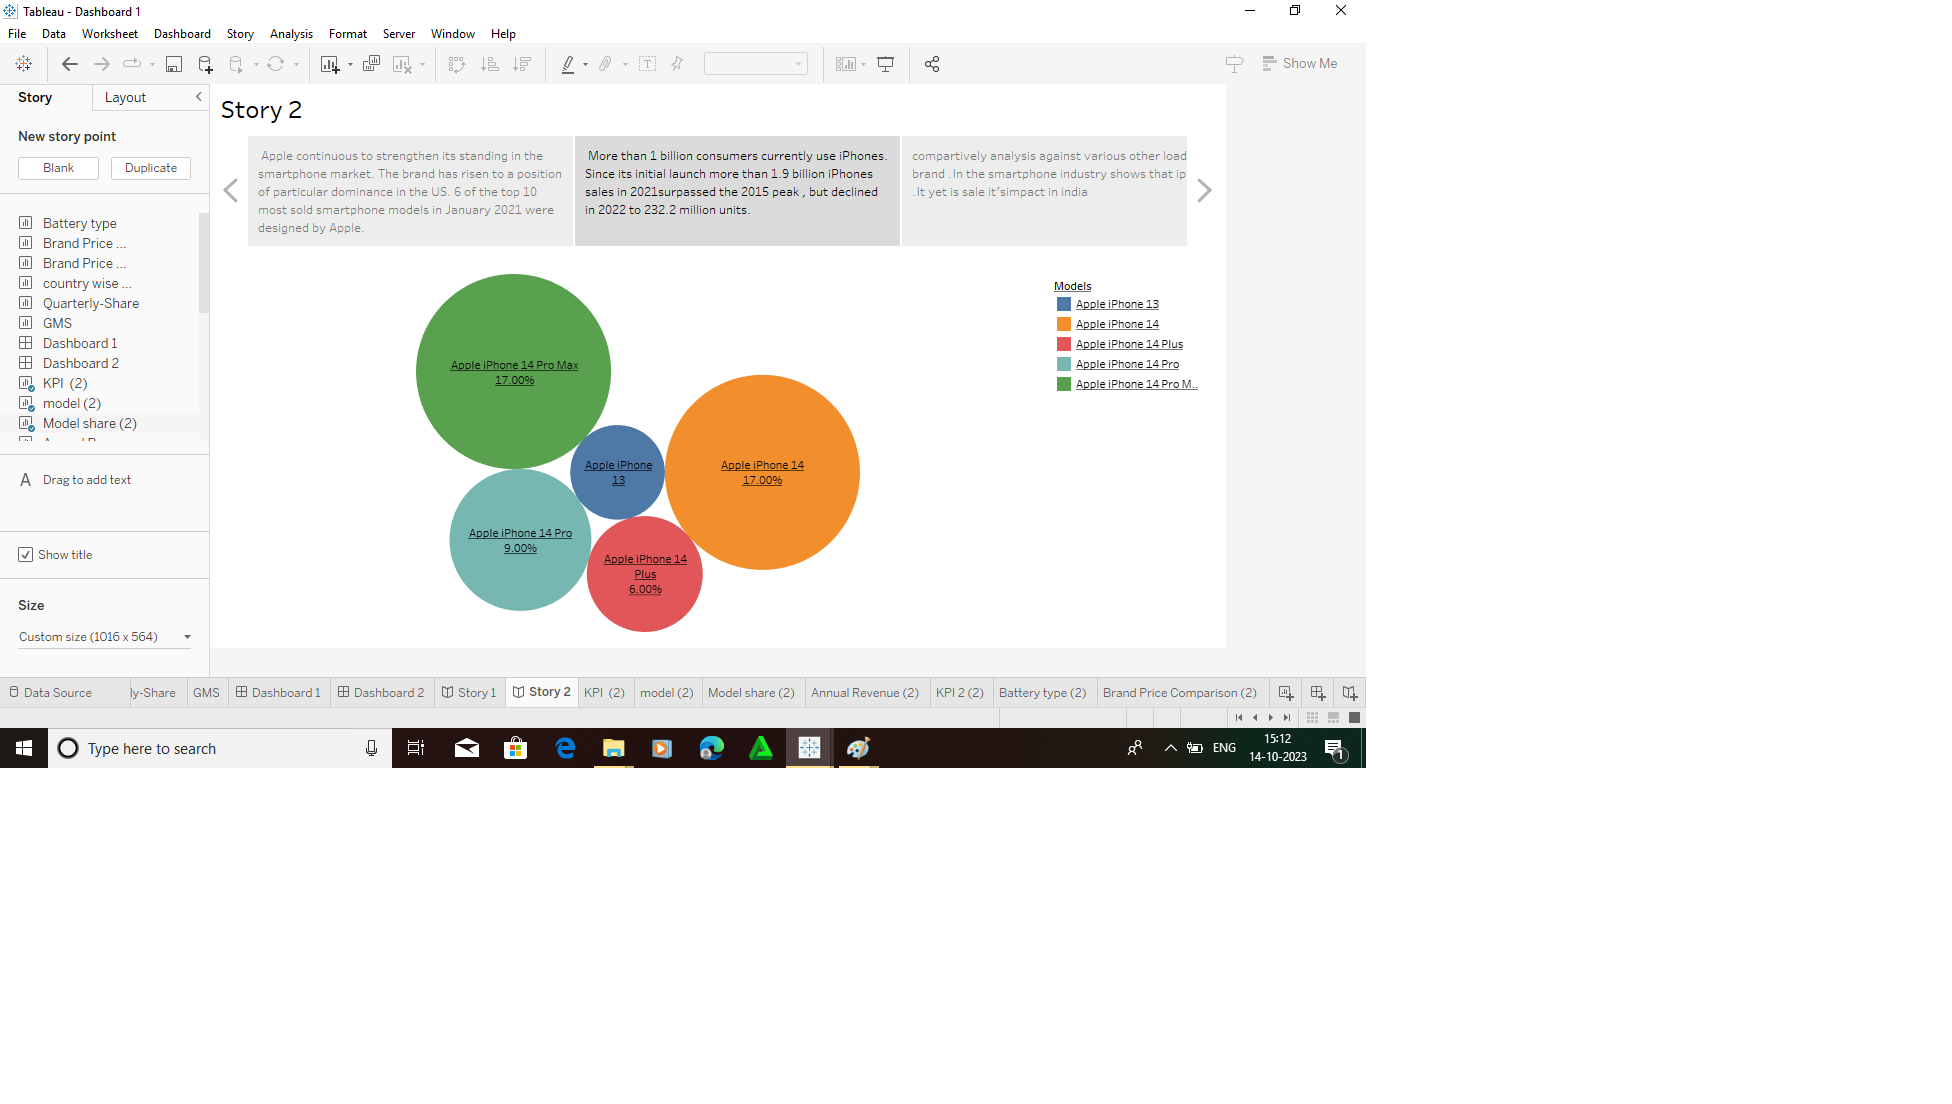 Tableau - Dashboard 1
File Data Worksheet Dashboard Story Analysis Format Server Window Help
Show Me
Story Layout
New story point
Blank Duplicate
Battery type
Brand Price ...
Brand Price ...
country wise ...
Quarterly-Share
GMS
Dashboard 1
Dashboard 2
KPI (2)
model (2)
Model share (2)
A Drag to add text
Show title
Size
Custom size (1016 x 564)
Story 2
Apple continuous to strengthen its standing in the
smartphone market. The brand has risen to a position
of particular dominance in the US. 6 of the top 10
most sold smartphone models in January 2021 were
designed by Apple.
More than 1 billion consumers currently use iPhones.
Since its initial launch more than 1.9 billion iPhones
sales in 2021surpassed the 2015 peak , but declined
in 2022 to 232.2 million units.
compartively analysis against various other load
brand .In the smartphone industry shows that ip
.It yet is sale it'simpact in india
Apple iPhone 14 Pro Max
17.00%
Apple iPhone
13
Apple iPhone 14
17.00%
Apple iPhone 14 Pro
9.00%
Apple iPhone 14
Plus
6.00%
Models
Apple iPhone 13
Apple iPhone 14
Apple iPhone 14 Plus
Apple iPhone 14 Pro
Apple iPhone 14 Pro M..
Data Source ly-Share GMS Dashboard 1 Dashboard 2 Story 1 Story 2 KPI (2) model (2) Model share (2) Annual Revenue (2) KPI 2 (2) Battery type (2) Brand Price Comparison (2)
Type here to search
ENG
15:12
14-10-2023
1